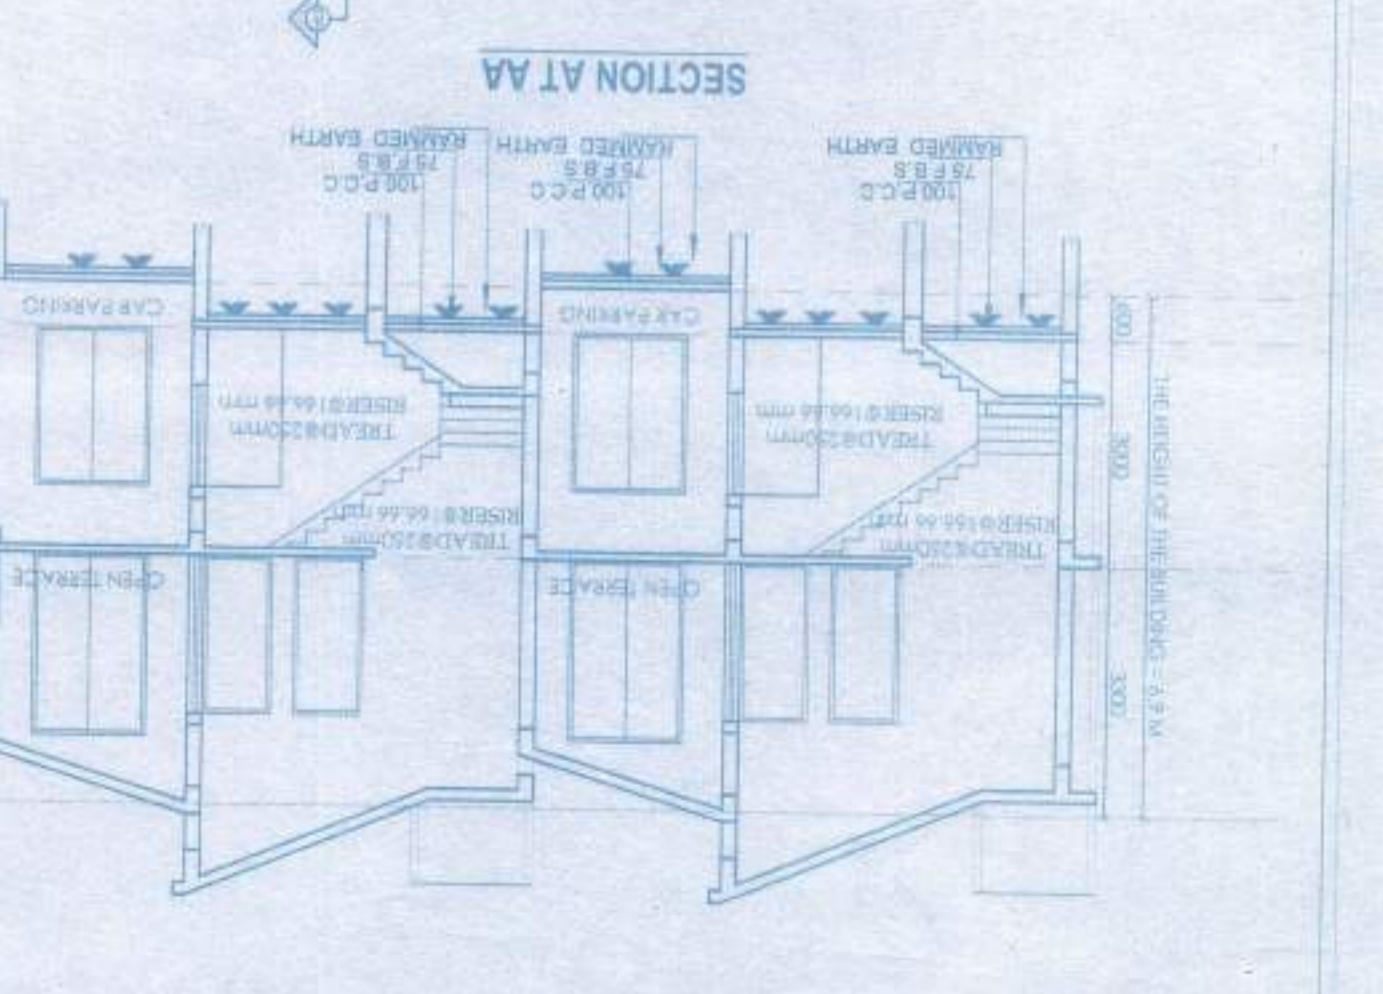 THE HEIGHT OF THE BUILDING = 6.9 M
3300
OPEN TERRACE
OPEN TERRACE
TREAD@250mm
RISER@166.66 mm
TREAD@250mm
RISER@166.66 mm
3000
TREAD@250mm
RISER@166.66 mm
TREAD@250mm
RISER@166.66 mm
600
CAR PARKING
CAR PARKING
100 P.C.C
75 F.B.S
RAMMED EARTH
100 P.C.C
75 F.B.S
RAMMED EARTH
100 P.C.C
75 F.B.S
RAMMED EARTH
SECTION AT AA